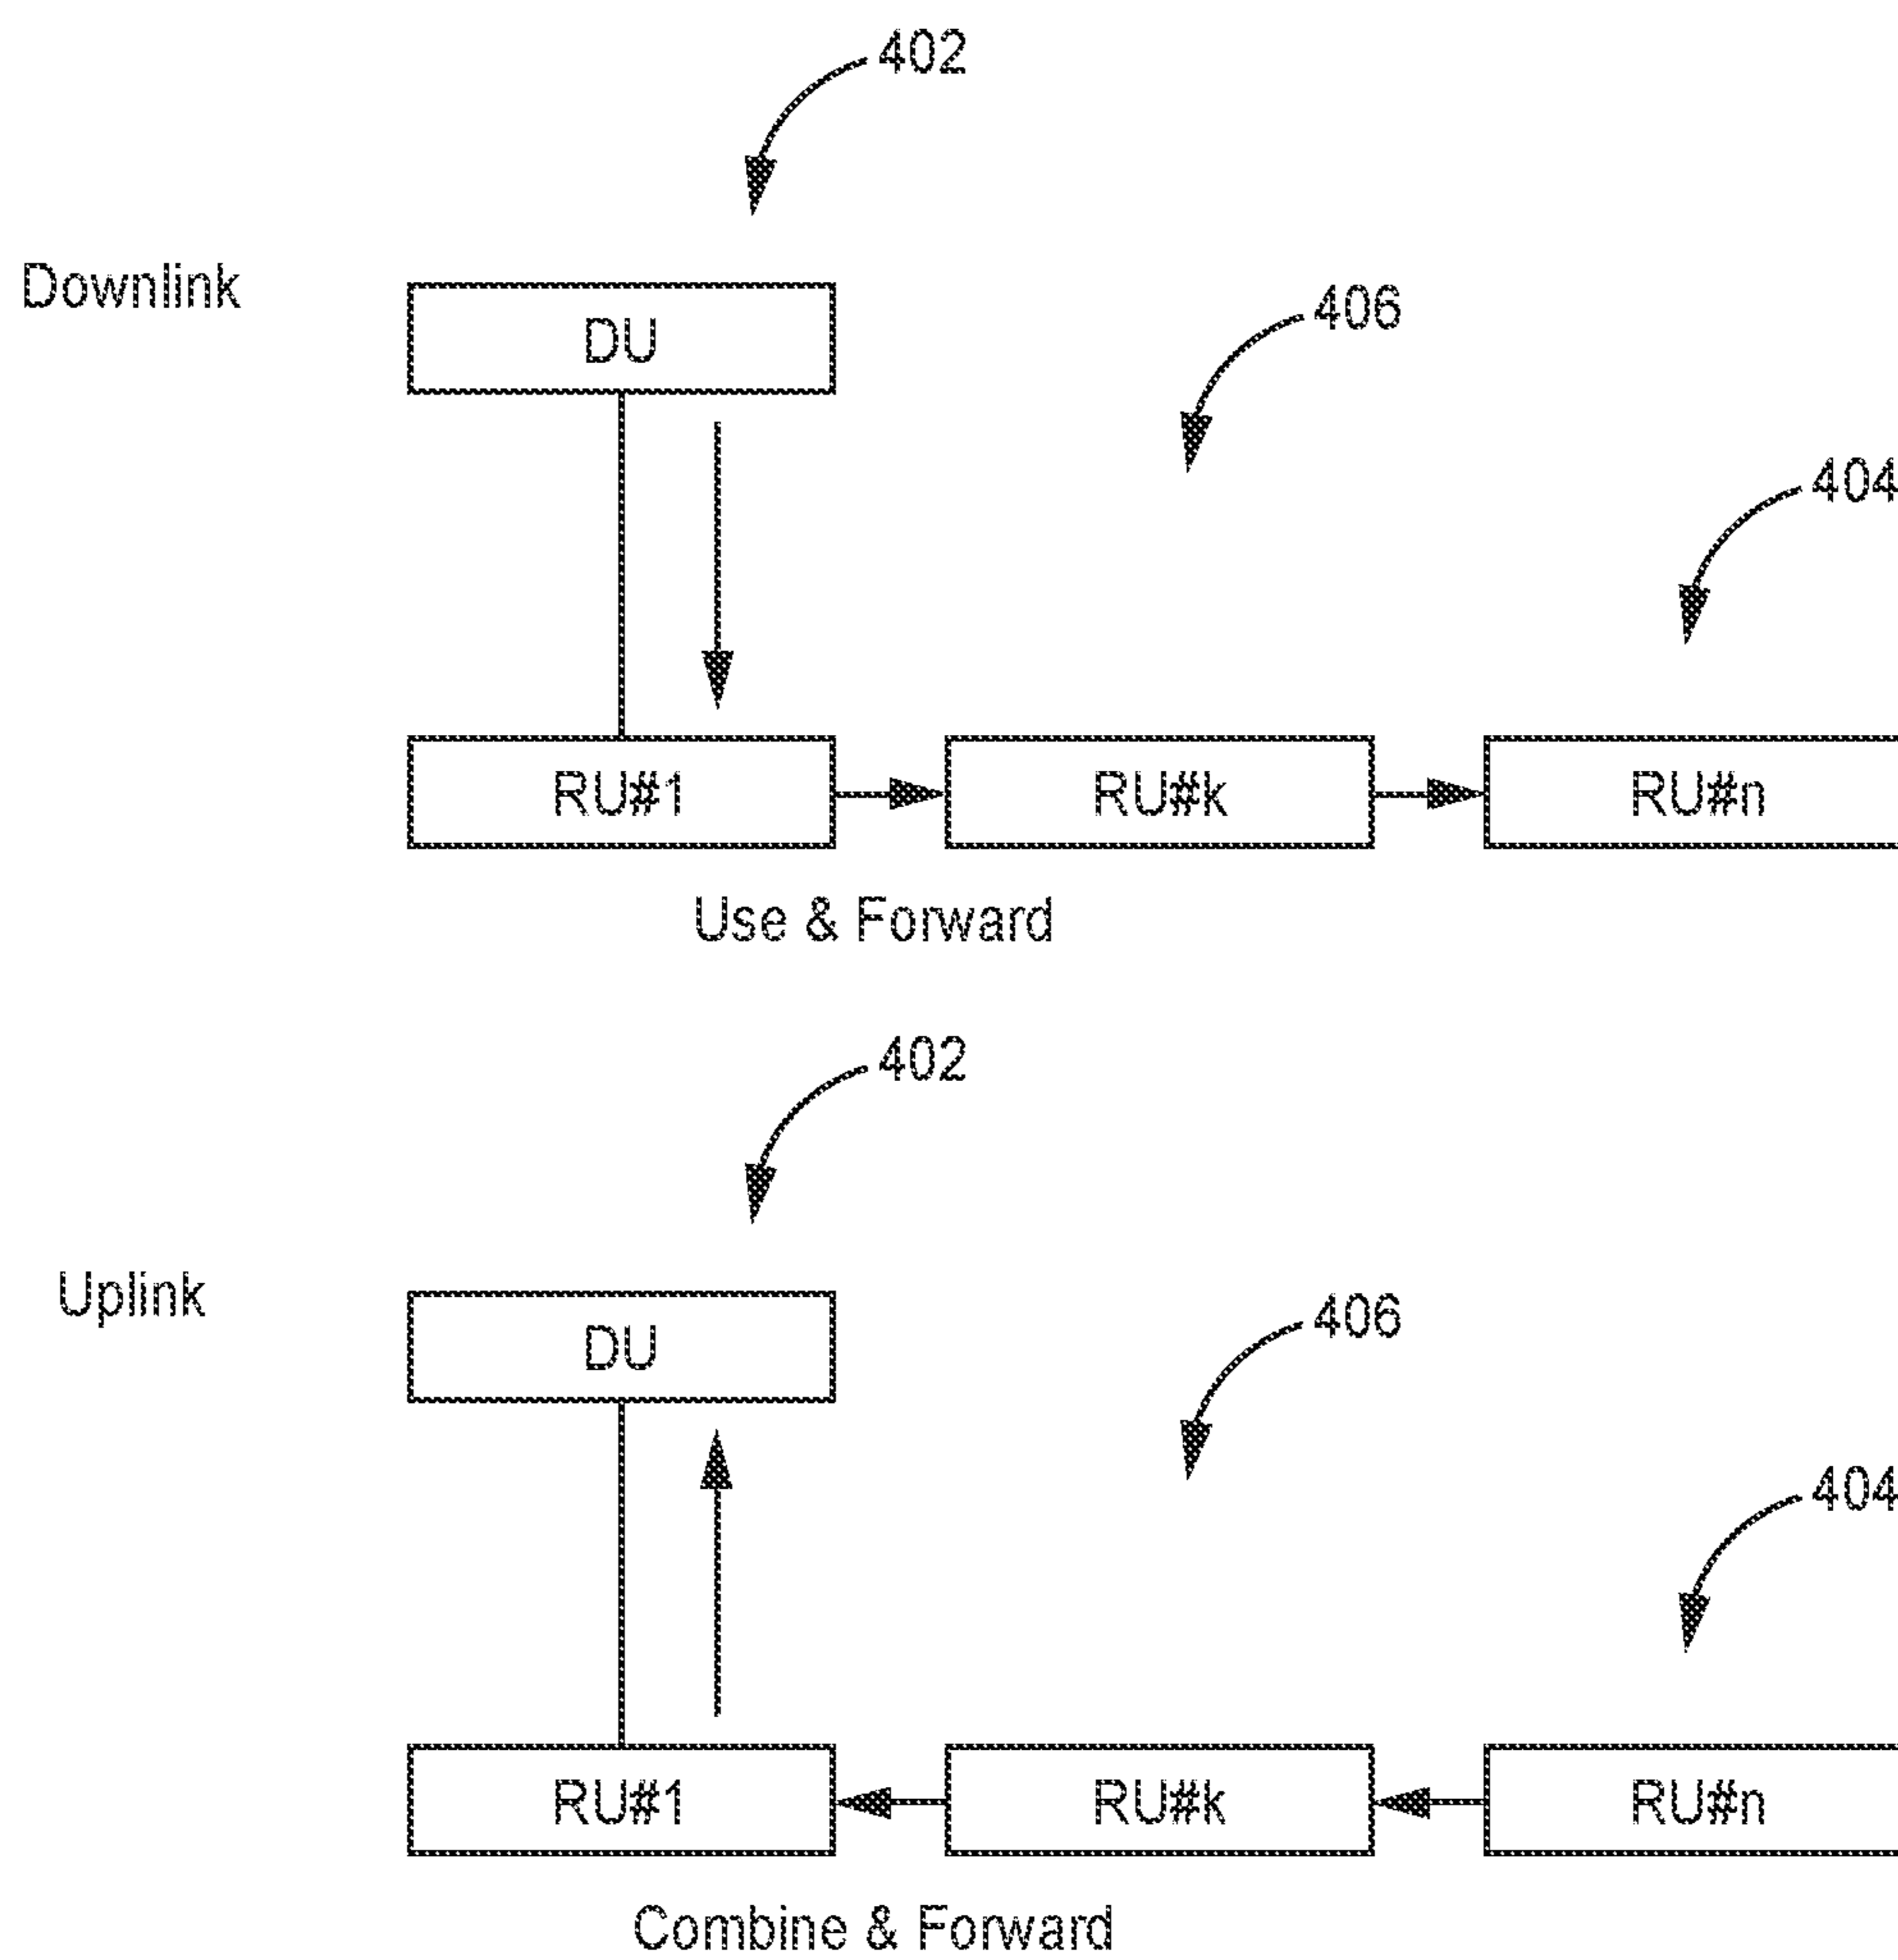 402
Downlink
DU
406
404
RU#1
RU#k
RU#n
Use & Forward
402
Uplink
DU
406
404
RU#1
RU#k
RU#n
Combine & Forward